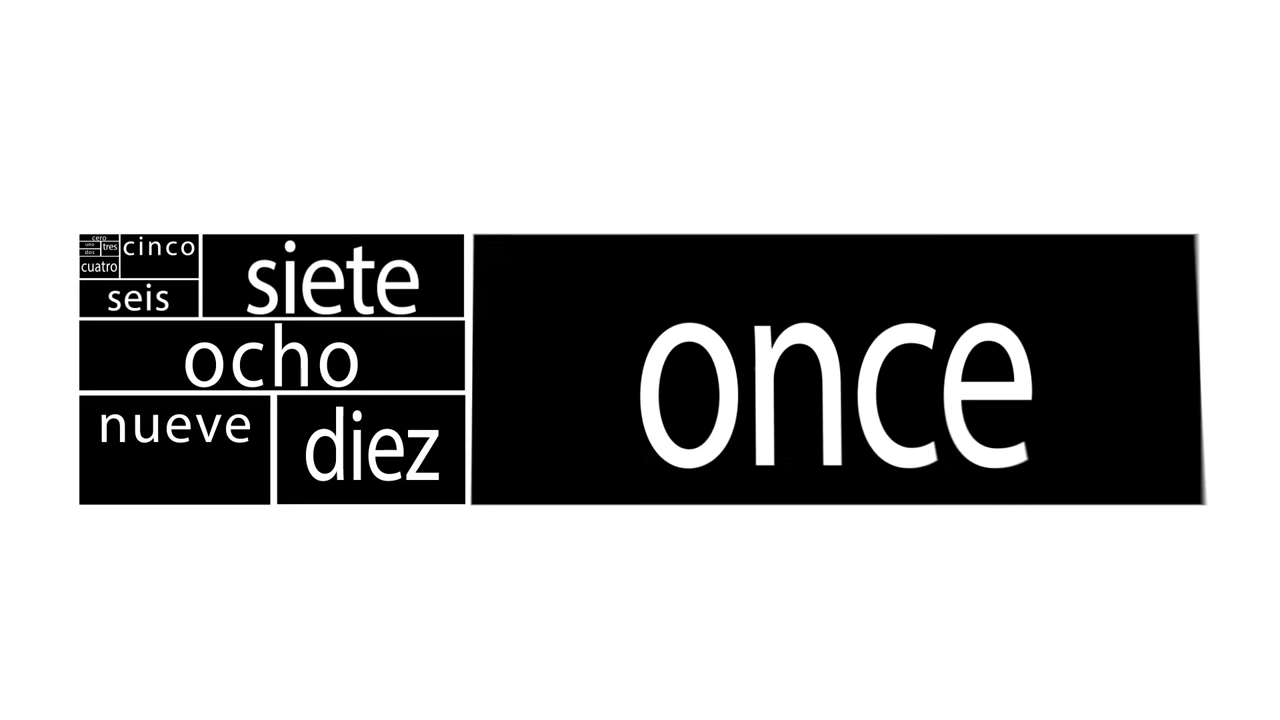 cero
uno
dos
tres
cuatro
cinco
seis
siete
ocho
nueve
diez
once